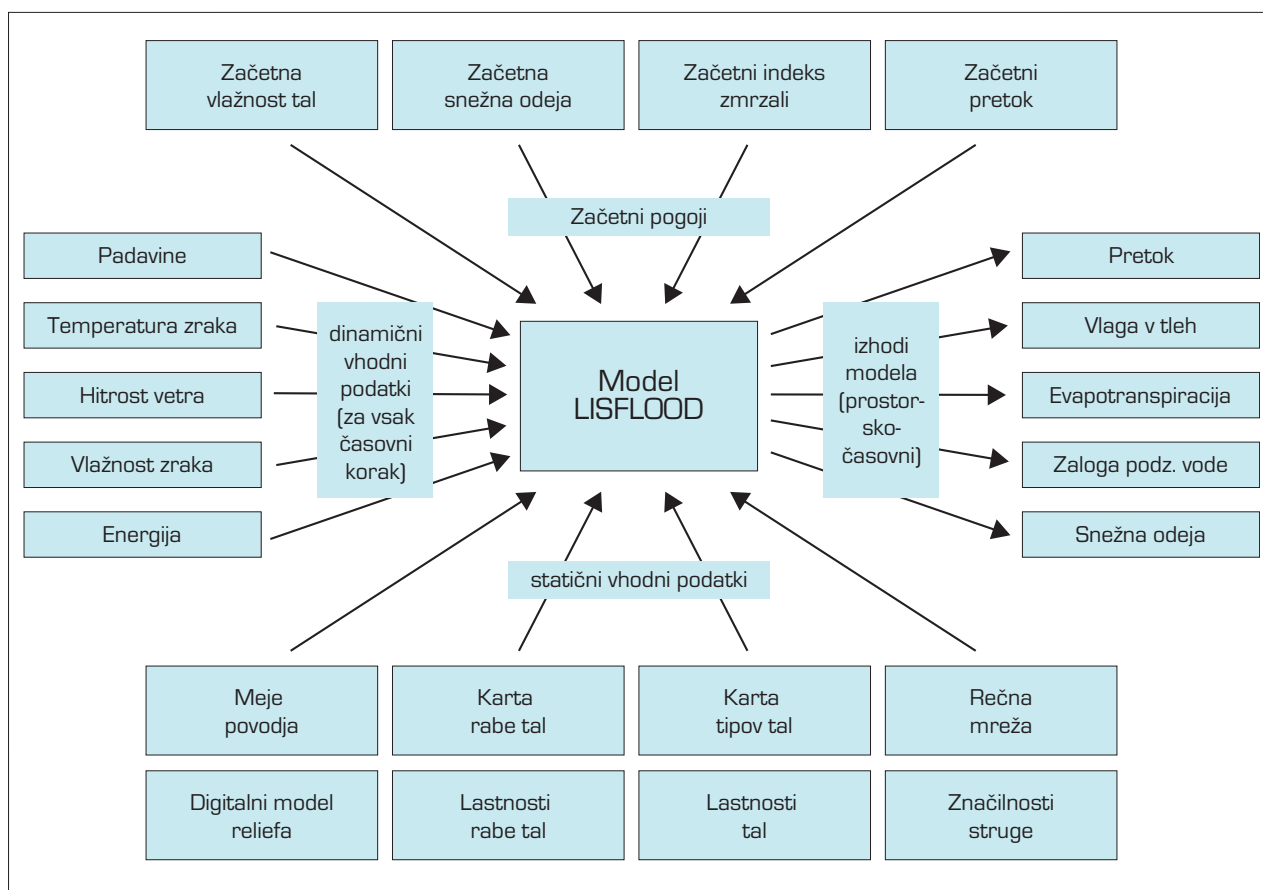 Začetna
vlažnost tal
Začetna
snežna odeja
Začetni indeks
zmrzali
Začetni
pretok
Začetni pogoji
Padavine
Temperatura zraka
Hitrost vetra
Vlažnost zraka
Energija
dinamični
vhodni
podatki
(za vsak
časovni
korak)
Model
LISFLOOD
izhodi
modela
(prostor-
sko-
časovni)
Pretok
Vlaga v tleh
Evapotranspiracija
Zaloga podz. vode
Snežna odeja
statični vhodni podatki
Meje
povodja
Karta
rabe tal
Karta
tipov tal
Rečna
mreža
Digitalni model
reliefa
Lastnosti
rabe tal
Lastnosti
tal
Značilnosti
struge